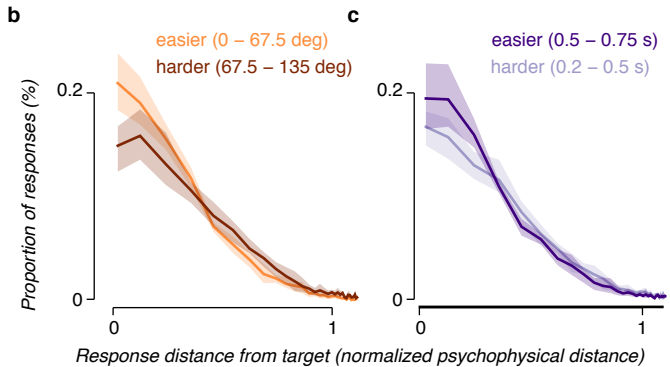 b
easier (0 – 67.5 deg)
harder (67.5 – 135 deg)
c
easier (0.5 – 0.75 s)
harder (0.2 – 0.5 s)
Proportion of responses (%)
0.2
0
0
1
0.2
0
0
1
Response distance from target (normalized psychophysical distance)